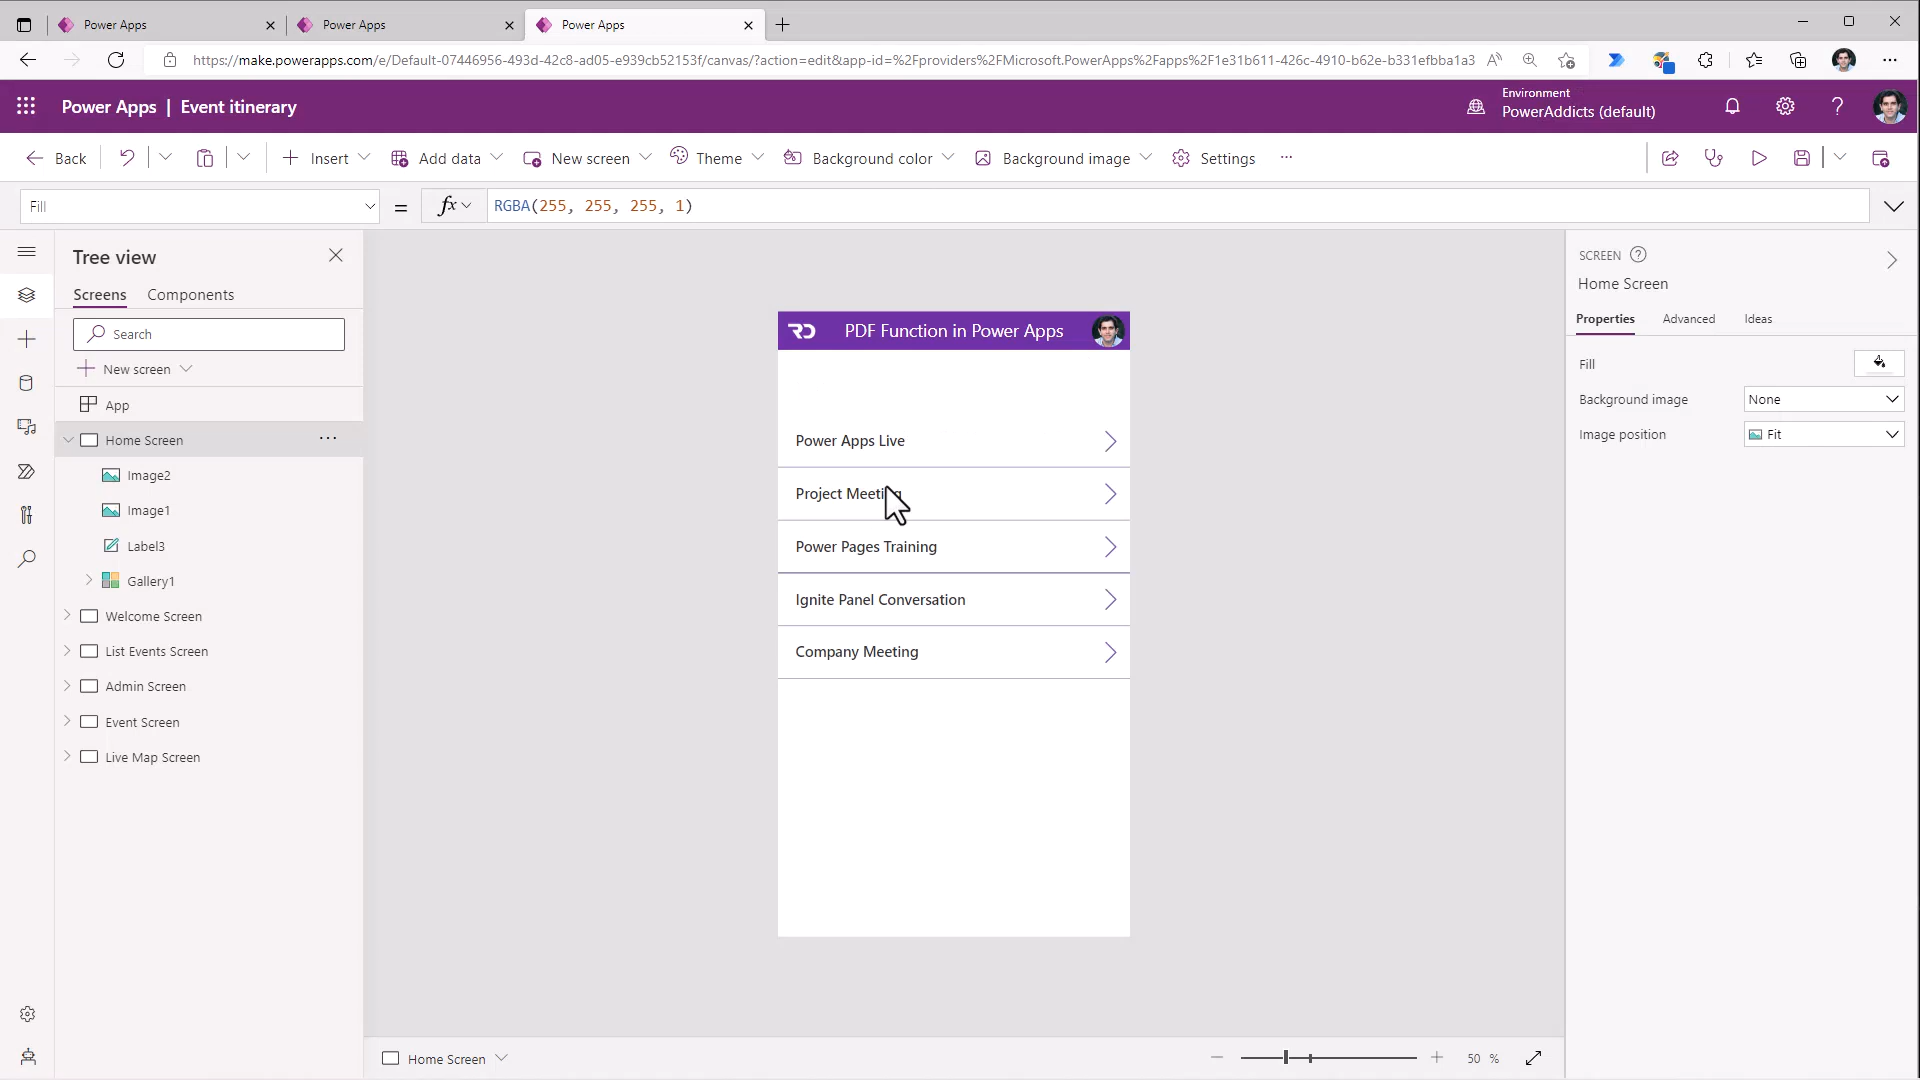 Power Apps
Power Apps
Power Apps
https://make.powerapps.com/e/Default-07446956-493d-42c8-ad05-e939cb52153f/canvas/?action=edit&app-id=%2Fproviders%2FMicrosoft.PowerApps%2Fapps%2F1e31b611-426c-4910-b62e-b331efbba1a3
Power Apps | Event itinerary
Environment
PowerAddicts (default)
Back
Insert
Add data
New screen
Theme
Background color
Background image
Settings
Fill
=
fx
RGBA(255, 255, 255, 1)
Tree view
Screens
Components
Search
New screen
App
Home Screen
Image2
Image1
Label3
Gallery1
Welcome Screen
List Events Screen
Admin Screen
Event Screen
Live Map Screen
RD
PDF Function in Power Apps
Power Apps Live
Project Meeting
Power Pages Training
Ignite Panel Conversation
Company Meeting
SCREEN
Home Screen
Properties
Advanced
Ideas
Fill
Background image
None
Image position
Fit
Home Screen
50 %